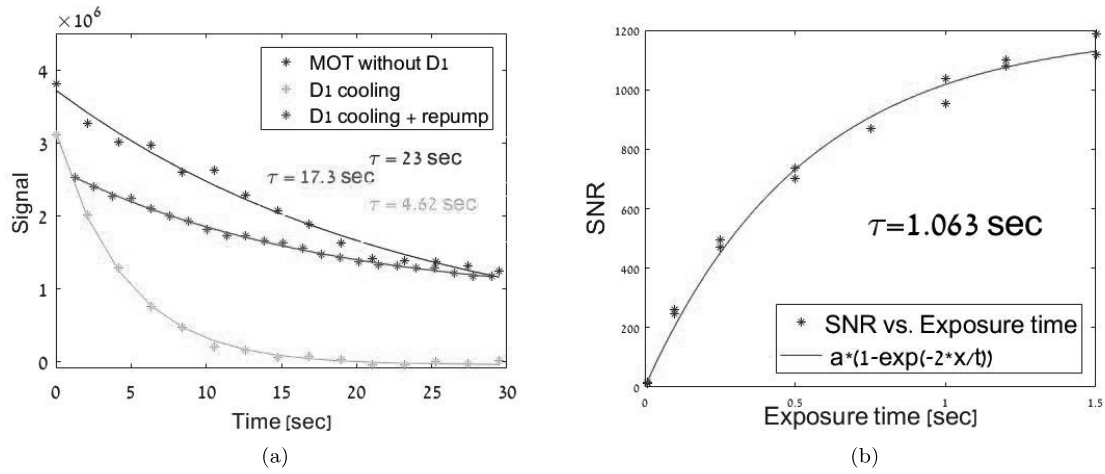 ×10⁶
4
3
2
1
0
Signal
MOT without D1
D1 cooling
D1 cooling + repump
τ = 23 sec
τ = 17.3 sec
τ = 4.62 sec
0 5 10 15 20 25 30
Time [sec]
(a)
1200
1000
800
600
400
200
0
SNR
τ=1.063 sec
SNR vs. Exposure time
a*(1-exp(-2*x/t))
0 0.5 1 1.5
Exposure time [sec]
(b)